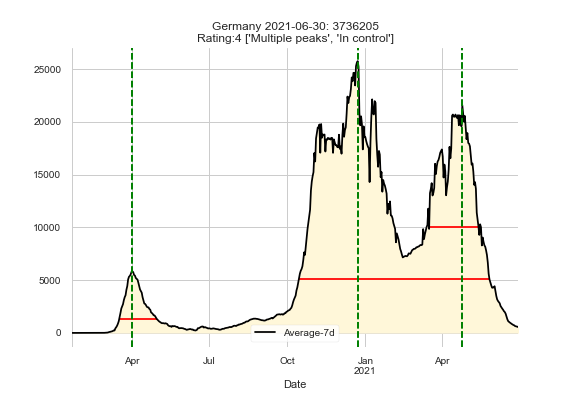 Germany 2021-06-30: 3736205
Rating:4 ['Multiple peaks', 'In control']
25000
20000
15000
10000
5000
0
Average-7d
Apr
Jul
Oct
Jan
2021
Apr
Date